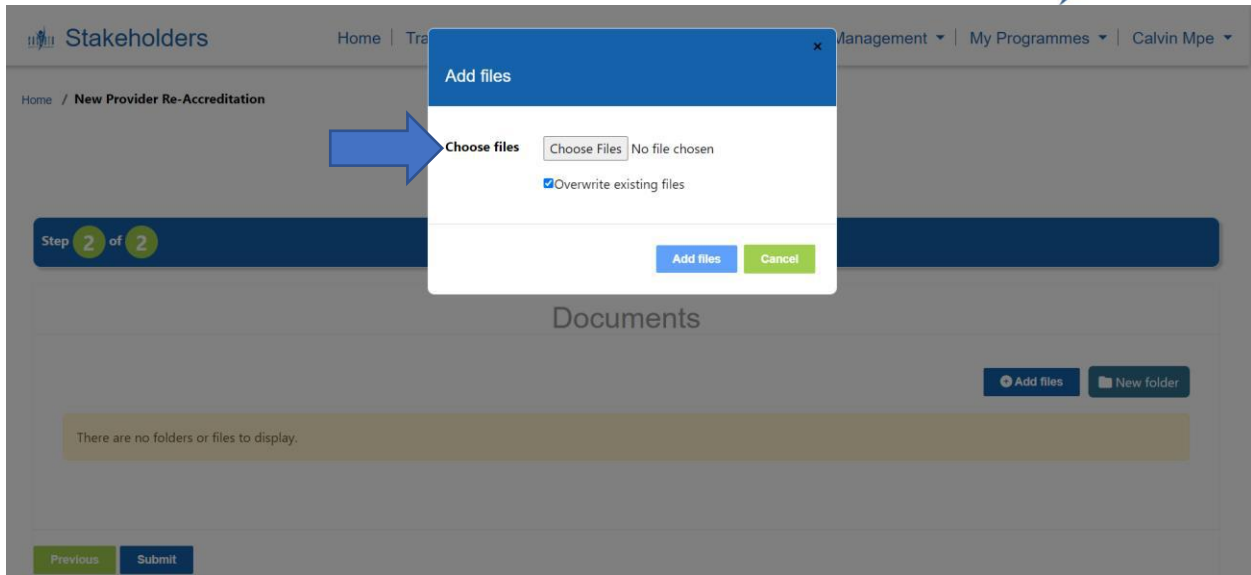 Stakeholders
Home | Tra
Management | My Programmes | Calvin Mpe
×
Add files
Home / New Provider Re-Accreditation
Choose files Choose Files No file chosen
Overwrite existing files
Step 2 of 2
Add files Cancel
Documents
Add files New folder
There are no folders or files to display.
Previous Submit